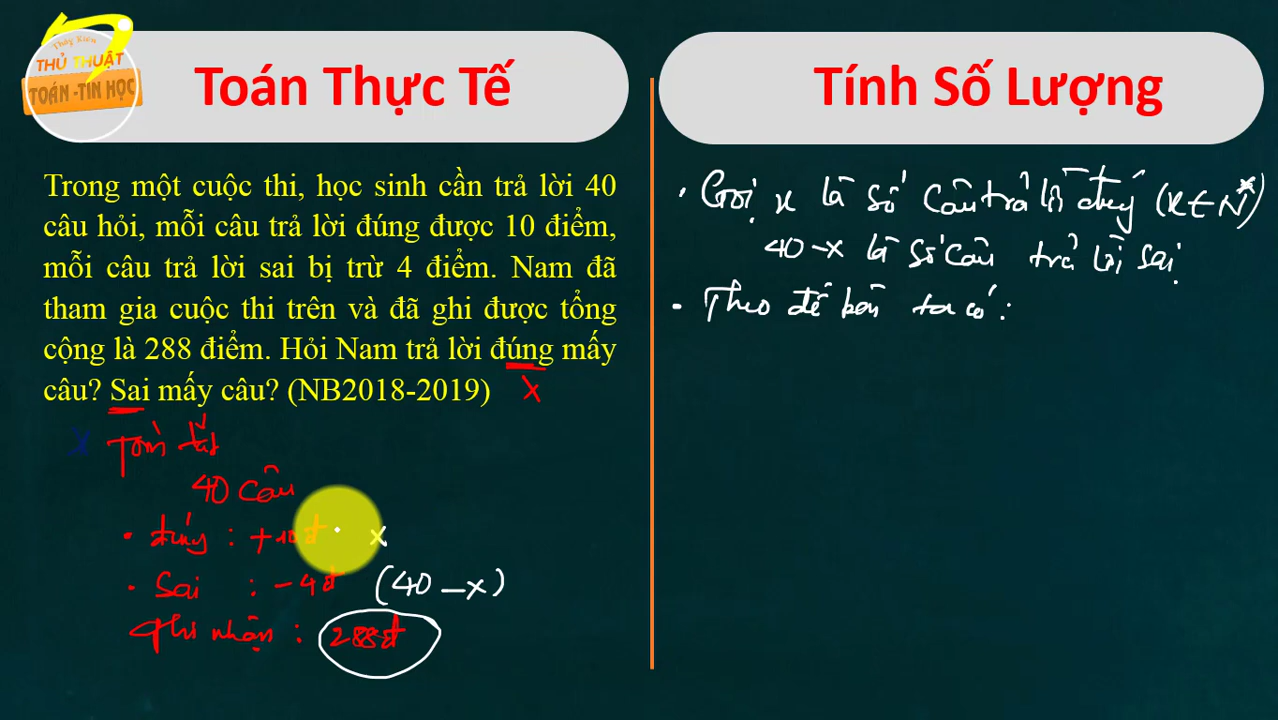 Thầy Kiêu
THỦ THUẬT
TOÁN -TIN HỌC
Toán Thực Tế
Trong một cuộc thi, học sinh cần trả lời 40
câu hỏi, mỗi câu trả lời đúng được 10 điểm,
mỗi câu trả lời sai bị trừ 4 điểm. Nam đã
tham gia cuộc thi trên và đã ghi được tổng
cộng là 288 điểm. Hỏi Nam trả lời đúng mấy
câu? Sai mấy câu? (NB2018-2019) x
x Tóm tắt
40 câu
• đúng : +10đ x
• Sai : -4đ (40 - x)
Ghi nhận : 288đ
Tính Số Lượng
• Gọi x là số câu trả lời đúng (x ∈ N*)
40 - x là số câu trả lời sai
• Theo đề bài ta có :